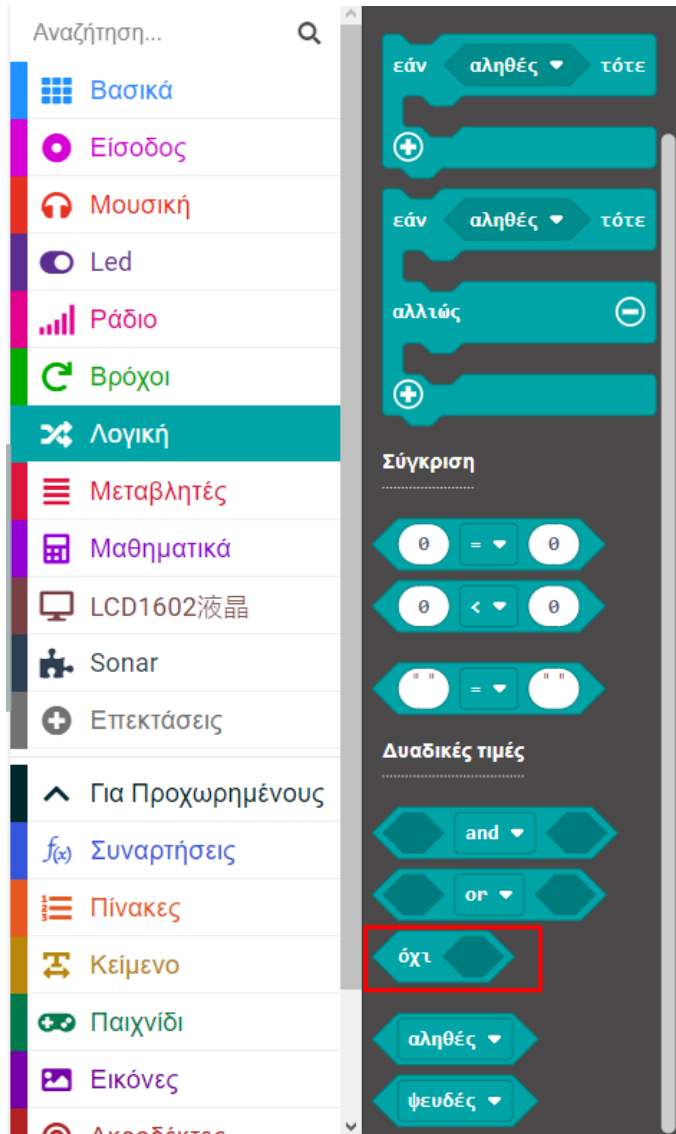 Αναζήτηση...
Βασικά
Είσοδος
Μουσική
Led
Ράδιο
Βρόχοι
Λογική
Μεταβλητές
Μαθηματικά
LCD1602液晶
Sonar
Επεκτάσεις
Για Προχωρημένους
f(x) Συναρτήσεις
Πίνακες
Κείμενο
Παιχνίδι
Εικόνες
εάν αληθές τότε
εάν αληθές τότε
αλλιώς
Σύγκριση
0 = 0
0 < 0
" " = " "
Δυαδικές τιμές
and
or
όχι
αληθές
ψευδές